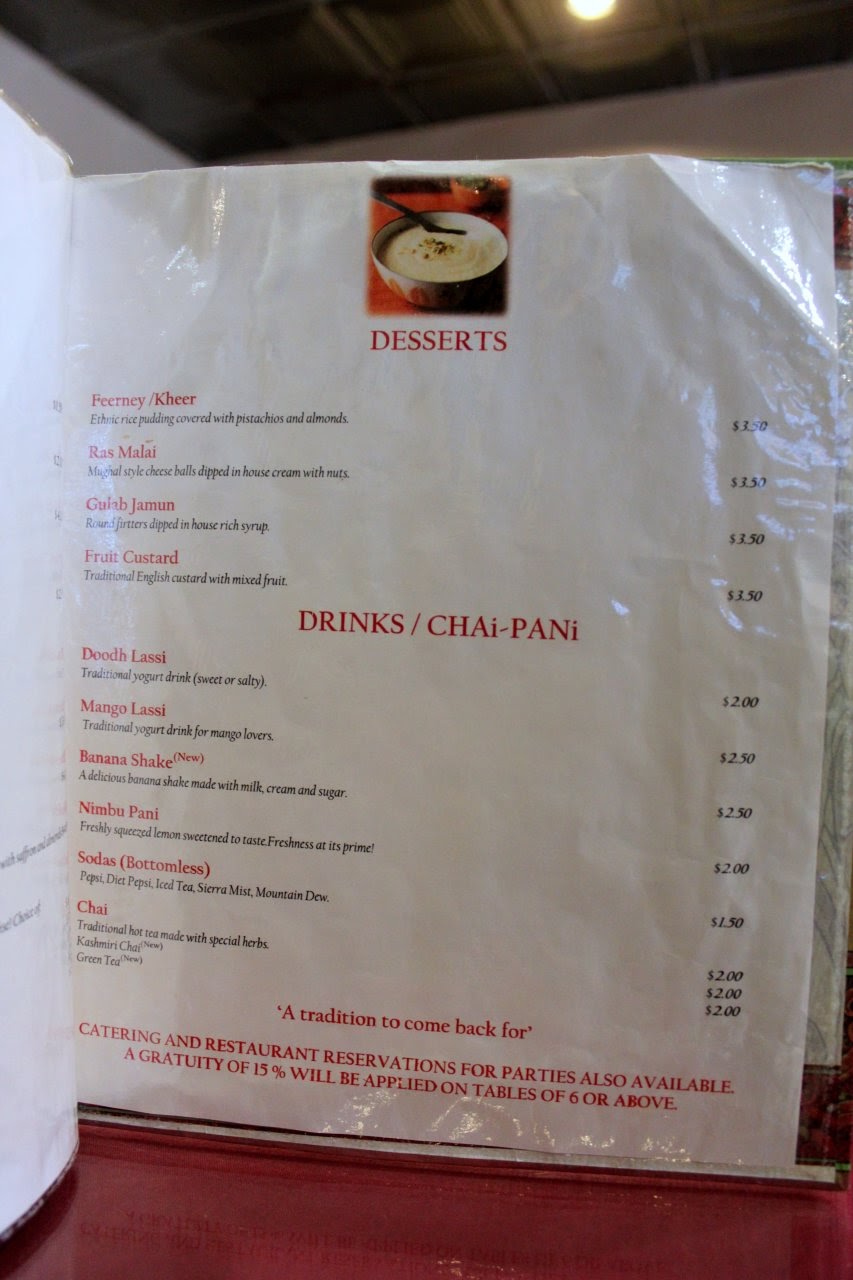 DESSERTS
Feerney /Kheer
Ethnic rice pudding covered with pistachios and almonds.
$3.50
Ras Malai
Mughal style cheese balls dipped in house cream with nuts.
$3.50
Gulab Jamun
Round firtters dipped in house rich syrup.
$3.50
Fruit Custard
Traditional English custard with mixed fruit.
$3.50
DRINKS / CHAi-PANi
Doodh Lassi
Traditional yogurt drink (sweet or salty).
$2.00
Mango Lassi
Traditional yogurt drink for mango lovers.
$2.50
Banana Shake(New)
A delicious banana shake made with milk, cream and sugar.
$2.50
Nimbu Pani
Freshly squeezed lemon sweetened to taste.Freshness at its prime!
$2.00
Sodas (Bottomless)
Pepsi, Diet Pepsi, Iced Tea, Sierra Mist, Mountain Dew.
$1.50
Chai
Traditional hot tea made with special herbs.
$2.00
Kashmiri Chai(New)
$2.00
Green Tea(New)
$2.00
'A tradition to come back for'
CATERING AND RESTAURANT RESERVATIONS FOR PARTIES ALSO AVAILABLE.
A GRATUITY OF 15 % WILL BE APPLIED ON TABLES OF 6 OR ABOVE.
with saffron and
Choice of